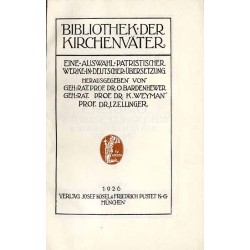 BIBLIOTHEK·DER
KIRCHENVÄTER
EINE·AUSWAHL·PATRISTISCHER
WERKE·IN·DEUTSCHER·ÜBERSETZUNG
HERAUSGEGEBEN VON
GEH·RAT·PROF·DR·O·BARDENHEWER
GEH·RAT· PROF· DR· K·WEYMAN
PROF· DR·J·ZELLINGER
1926
VERLAG JOSEF KÖSEL & FRIEDRICH PUSTET K·G
MÜNCHEN